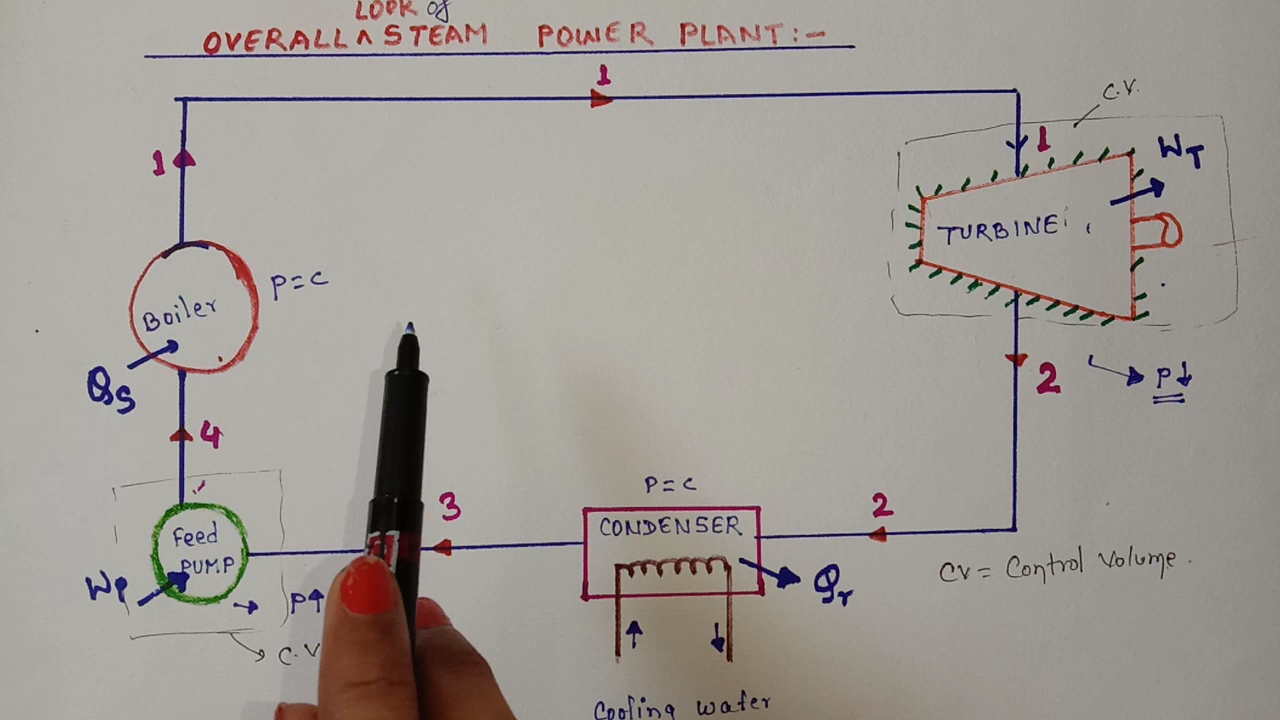 LOOK of
OVERALL ∧ STEAM POWER PLANT:-
1
C.V.
1
1
WT
TURBINE
P=C
Boiler
QS
2
P↓
4
P=C
3
2
CONDENSER
Feed
PUMP
WP
P↑
Qr
CV = Control Volume.
C.V
Cooling water